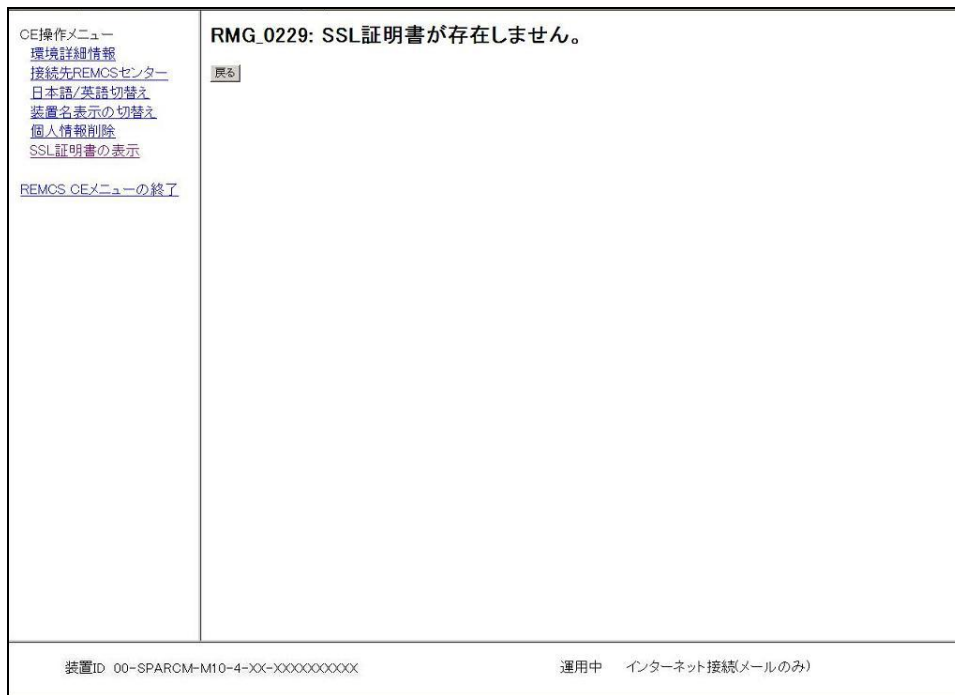 CE操作メニュー
環境詳細情報
接続先REMCSセンター
日本語/英語切替え
装置名表示の切替え
個人情報削除
SSL証明書の表示
REMCS CEメニューの終了
RMG_0229: SSL証明書が存在しません。
戻る
装置ID 00-SPARCM-M10-4-XX-XXXXXXXXXX
運用中 インターネット接続(メールのみ)